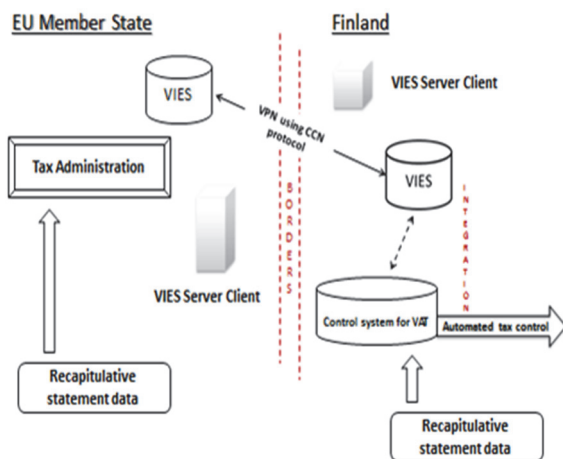 EU Member State
Finland
VIES
VIES Server Client
VPN using CCN
protocol
Tax Administration
VIES
BORDERS
INTEGRATION
VIES Server Client
Control system for VAT
Automated tax control
Recapitulative
statement data
Recapitulative
statement data